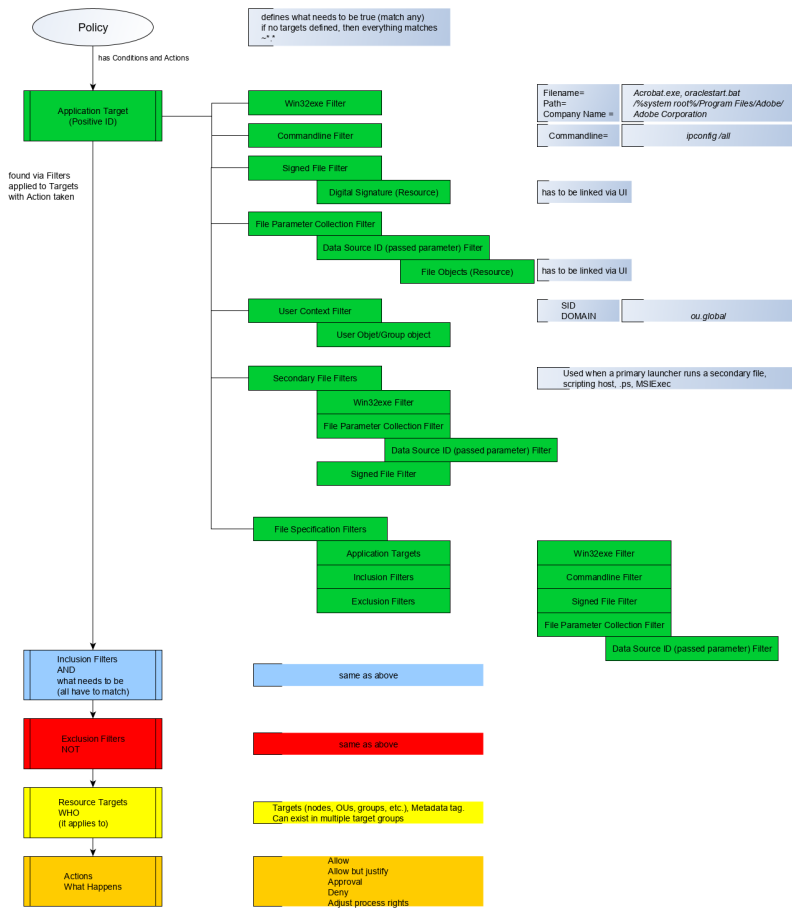 Policy
defines what needs to be true (match any)
if no targets defined, then everything matches
~*.*
has Conditions and Actions
Application Target
(Positive ID)
Win32exe Filter
Filename=
Path=
Company Name =
Acrobat.exe, oraclestart.bat
/%system root%/Program Files/Adobe/
Adobe Corporation
Commandline Filter
Commandline=
ipconfig /all
found via Filters
applied to Targets
with Action taken
Signed File Filter
Digital Signature (Resource)
has to be linked via UI
File Parameter Collection Filter
Data Source ID (passed parameter) Filter
File Objects (Resource)
has to be linked via UI
User Context Filter
SID
DOMAIN
ou.global
User Objet/Group object
Secondary File Filters
Used when a primary launcher runs a secondary file,
scripting host, .ps, MSIExec
Win32exe Filter
File Parameter Collection Filter
Data Source ID (passed parameter) Filter
Signed File Filter
File Specification Filters
Application Targets
Inclusion Filters
Exclusion Filters
Win32exe Filter
Commandline Filter
Signed File Filter
File Parameter Collection Filter
Data Source ID (passed parameter) Filter
Inclusion Filters
AND
what needs to be
(all have to match)
same as above
Exclusion Filters
NOT
same as above
Resource Targets
WHO
(it applies to)
Targets (nodes, OUs, groups, etc.), Metadata tag.
Can exist in multiple target groups
Actions
What Happens
Allow
Allow but justify
Approval
Deny
Adjust process rights